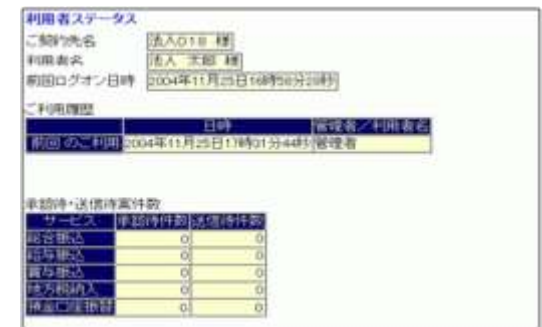 利用者ステータス
ご契約先名 法人018 様
利用者名 法人 太郎 様
前回ログオン日時 2004年11月25日16時56分28秒
ご利用履歴
日時 管理者/利用者名
前回のご利用 2004年11月25日17時01分44秒 管理者
承認待・送信待案件数
サービス 承認待件数 送信待件数
総合振込 0 0
給与振込 0 0
賞与振込 0 0
地方税納入 0 0
預金口座振替 0 0